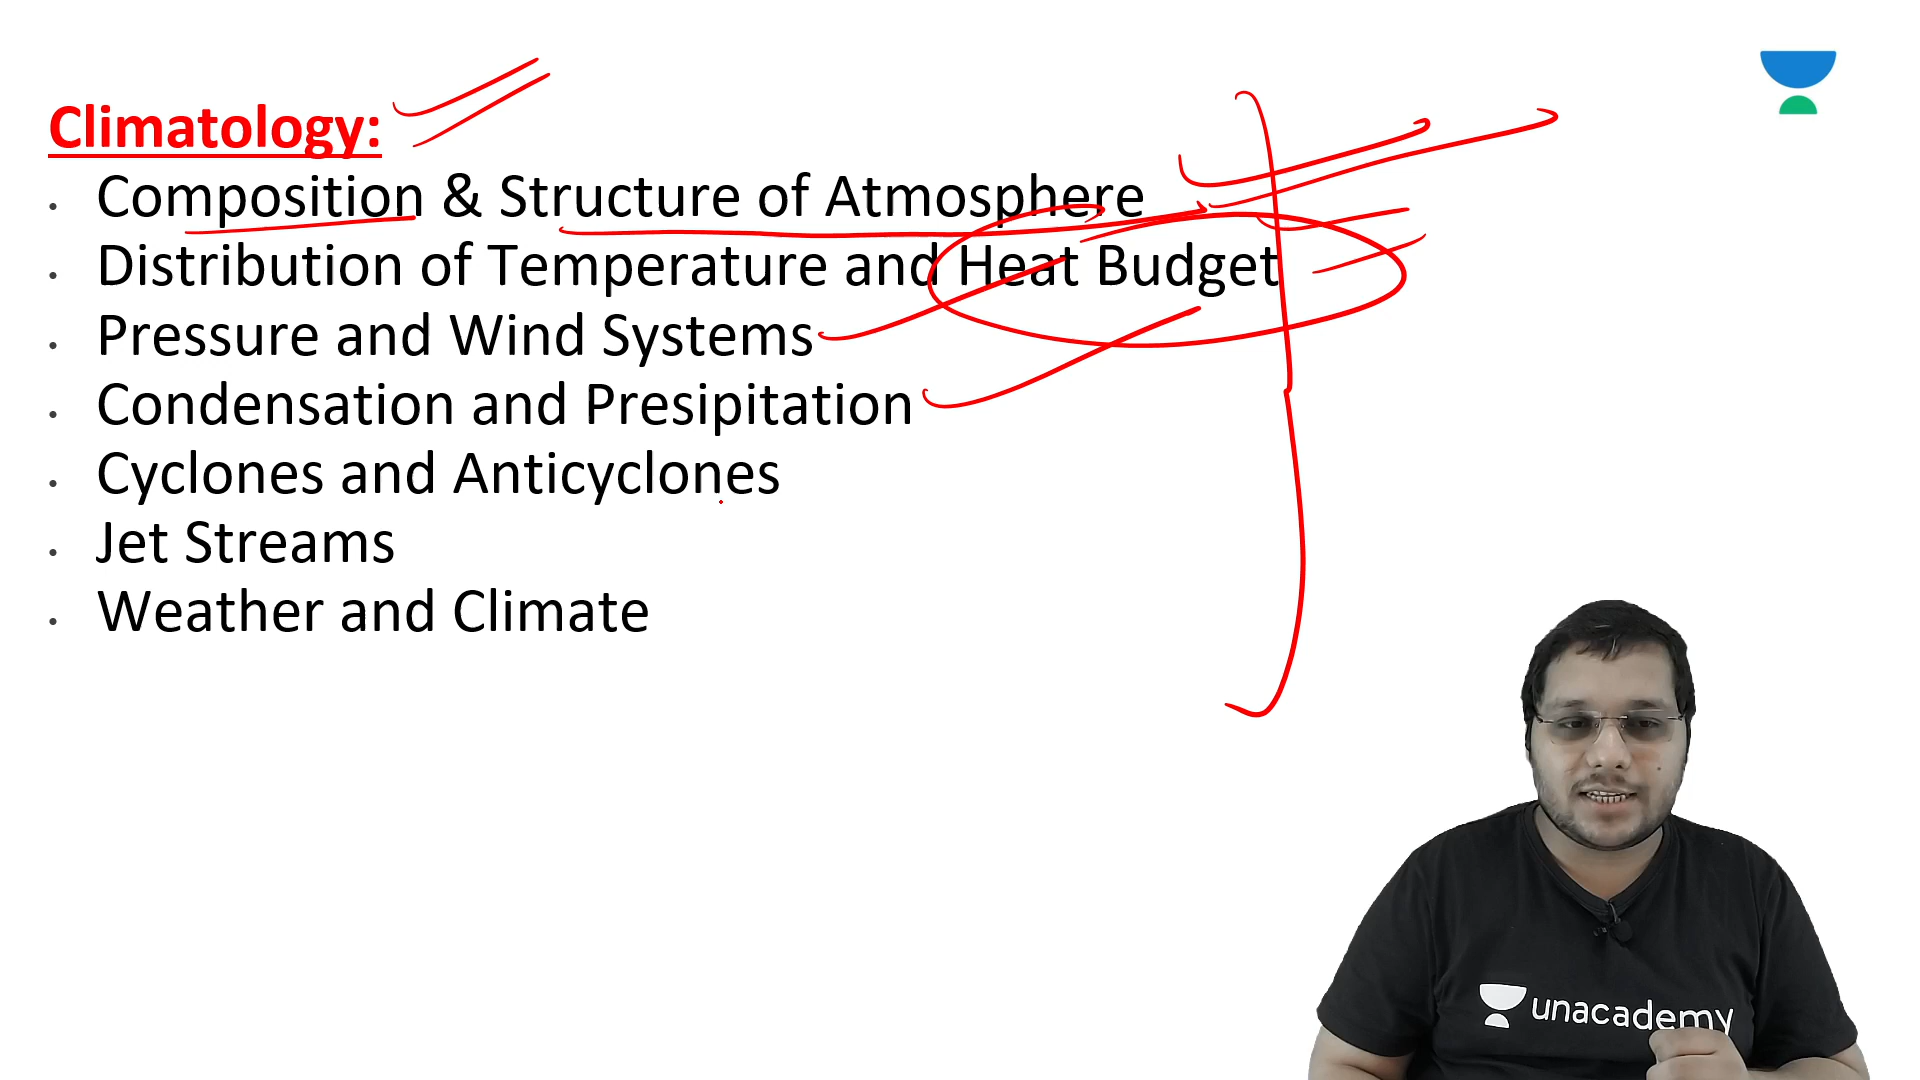 Climatology:
• Composition & Structure of Atmosphere
• Distribution of Temperature and Heat Budget
• Pressure and Wind Systems
• Condensation and Presipitation
• Cyclones and Anticyclones
• Jet Streams
• Weather and Climate
unacademy